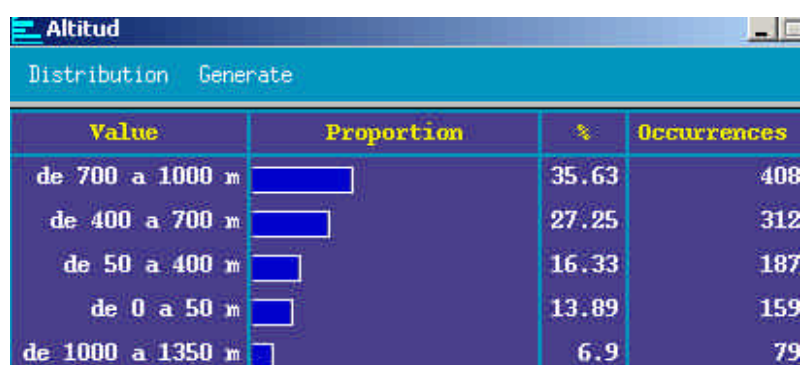 Altitud
Distribution Generate
Value Proportion % Occurrences
de 700 a 1000 m 35.63 408
de 400 a 700 m 27.25 312
de 50 a 400 m 16.33 187
de 0 a 50 m 13.89 159
de 1000 a 1350 m 6.9 79